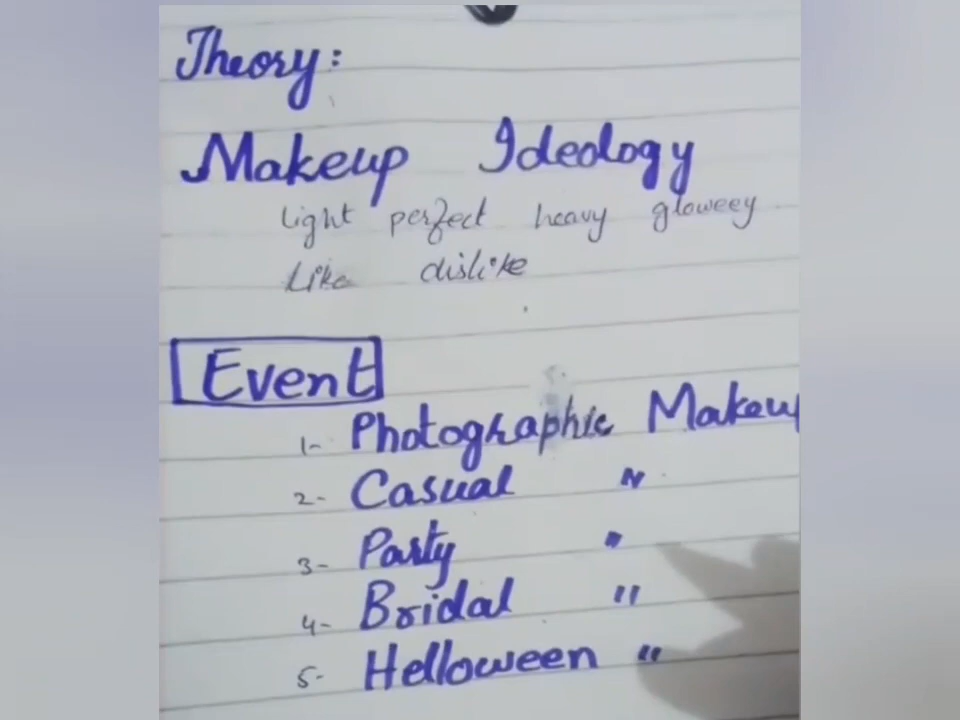 Theory:
Makeup Ideology
light perfect heavy gloweey
Like dislike
Event
1- Photographic Makeup
2- Casual "
3- Party "
4- Bridal "
5- Helloween "